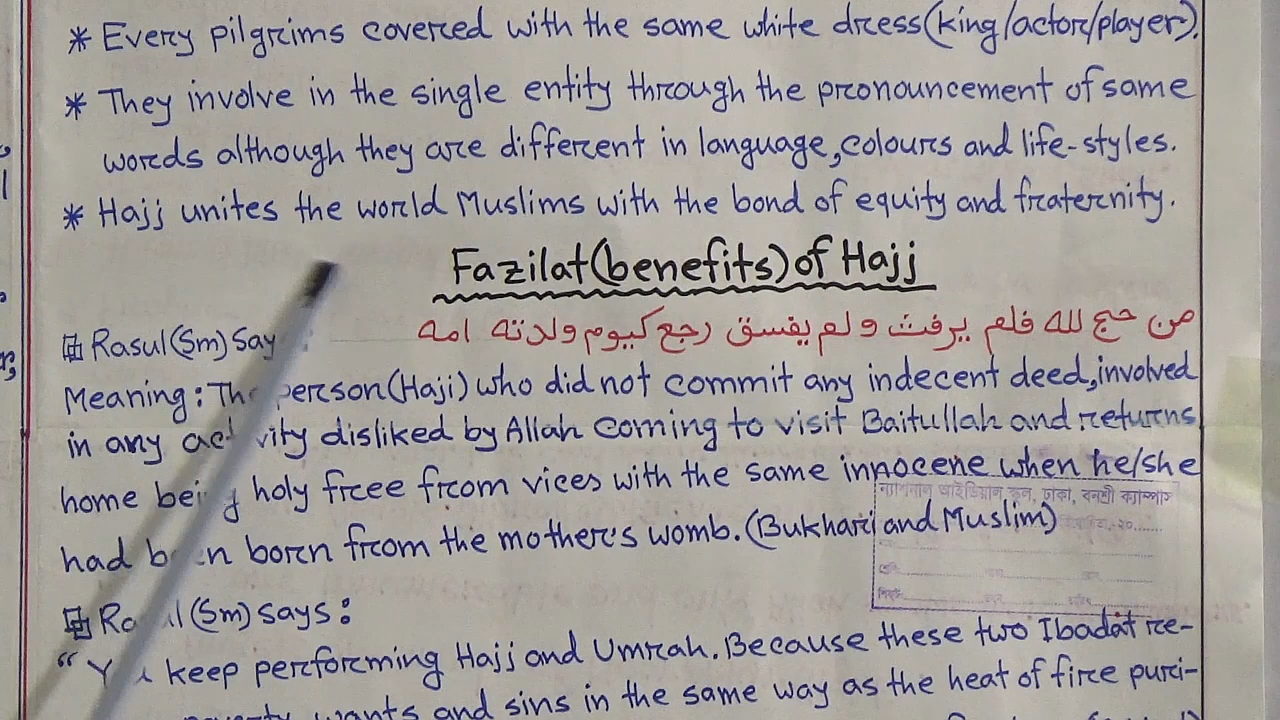 * Every pilgrims covered with the same white dress(king/actor/player).
* They involve in the single entity through the pronouncement of same
words although they are different in language, colours and life-styles.
* Hajj unites the world Muslims with the bond of equity and fraternity.
Fazilat(benefits) of Hajj
Rasul(Sm) Say
من حج لله فلم يرفث ولم يفسق رجع كيوم ولدته امه
Meaning: The person(Haji) who did not commit any indecent deed, involved
in any activity disliked by Allah coming to visit Baitullah and returns
home being holy free from vices with the same innocene when he/she
ন্যাশনাল আইডিয়াল স্কুল, ঢাকা, বনশ্রী ক্যাম্পাস
had been born from the mother's womb. (Bukhari and Muslim)
Rasul(Sm) says:
“You keep performing Hajj and Umrah. Because these two Ibadat re-
wants and sins in the same way as the heat of fire puri-